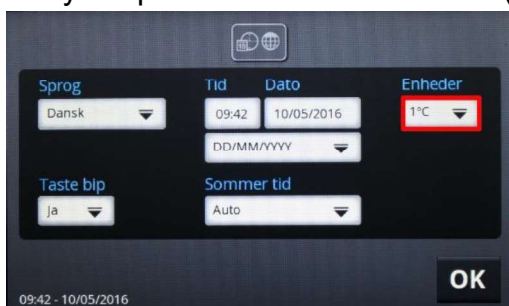 Sprog
Tid
Dato
Enheder
Dansk
09:42
10/05/2016
1°C
DD/MM/YYYY
Taste bip
Sommer tid
Ja
Auto
OK
09:42 - 10/05/2016